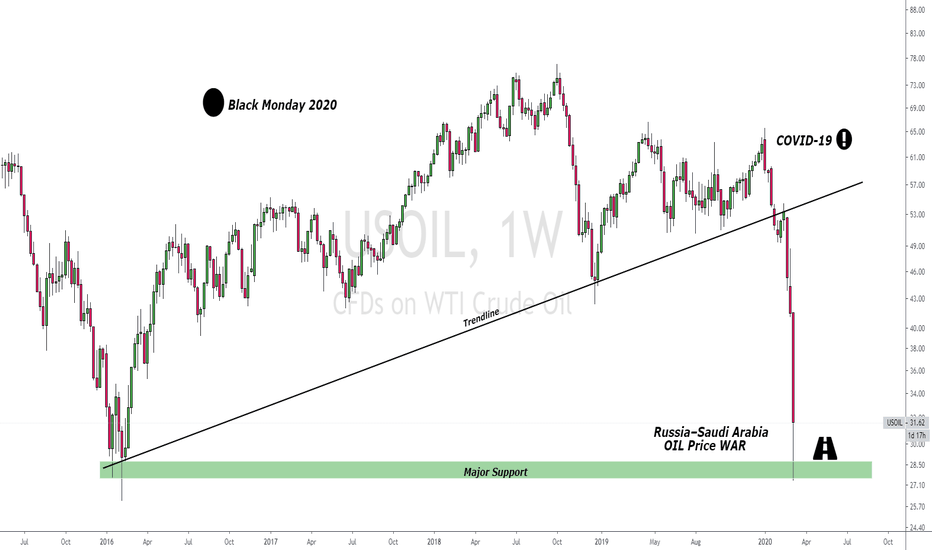 88.00
83.00
78.00
Black Monday 2020
73.00
69.00
65.00
COVID-19
61.00
57.00
53.00
USOIL, 1W
49.00
46.00
CFDs on WTI Crude Oil
43.00
Trendline
40.00
38.00
36.00
34.00
32.00
USOIL 31.62
1d 17h
Russia-Saudi Arabia
OIL Price WAR
28.50
Major Support
27.10
25.70
24.40
Jul Oct 2016 Apr Jul Oct 2017 Apr Jul Oct 2018 Apr Jul Oct 2019 May Jul Oct 2020 Apr Jul Oct